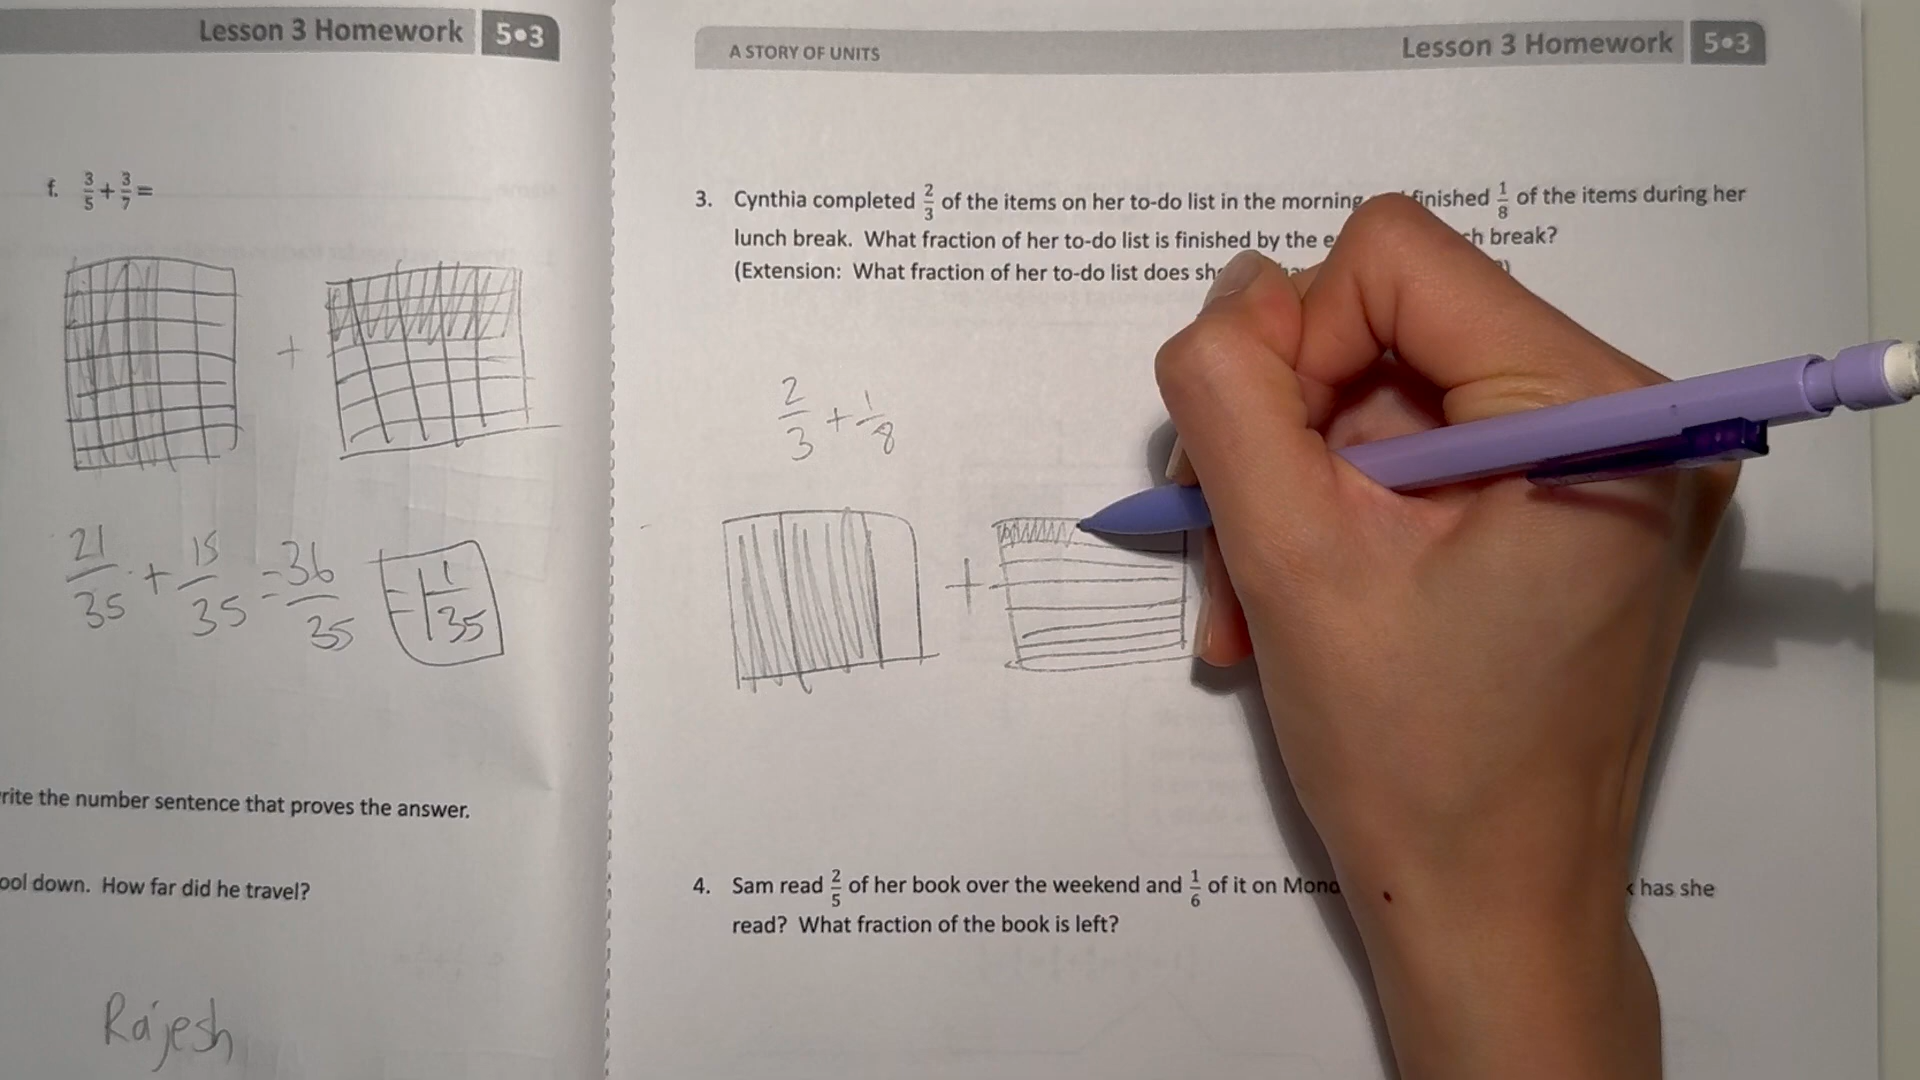 Lesson 3 Homework 5•3
f. 3/5 + 3/7 =
+
21/35 + 15/35 = 36/35 = 1 1/35
rite the number sentence that proves the answer.
ool down. How far did he travel?
Rajesh
A STORY OF UNITS Lesson 3 Homework 5•3
3. Cynthia completed 2/3 of the items on her to-do list in the morning finished 1/8 of the items during her
lunch break. What fraction of her to-do list is finished by the break?
(Extension: What fraction of her to-do list does
2/3 + 1/8
+
4. Sam read 2/5 of her book over the weekend and 1/6 of it on has she
read? What fraction of the book is left?